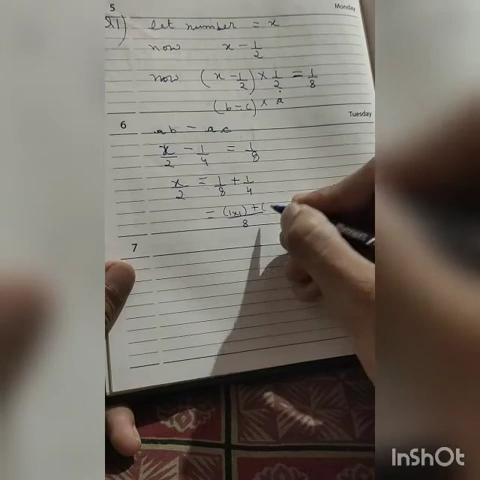 5 Monday
Q1) let number = x
now x - 1/2
now (x - 1/2) × 1/2 = 1/8
(b - c) × a
6 Tuesday
ab - ac
x/2 - 1/4 = 1/8
x/2 = 1/8 + 1/4
= (1×1) + (/8
7
InShOt